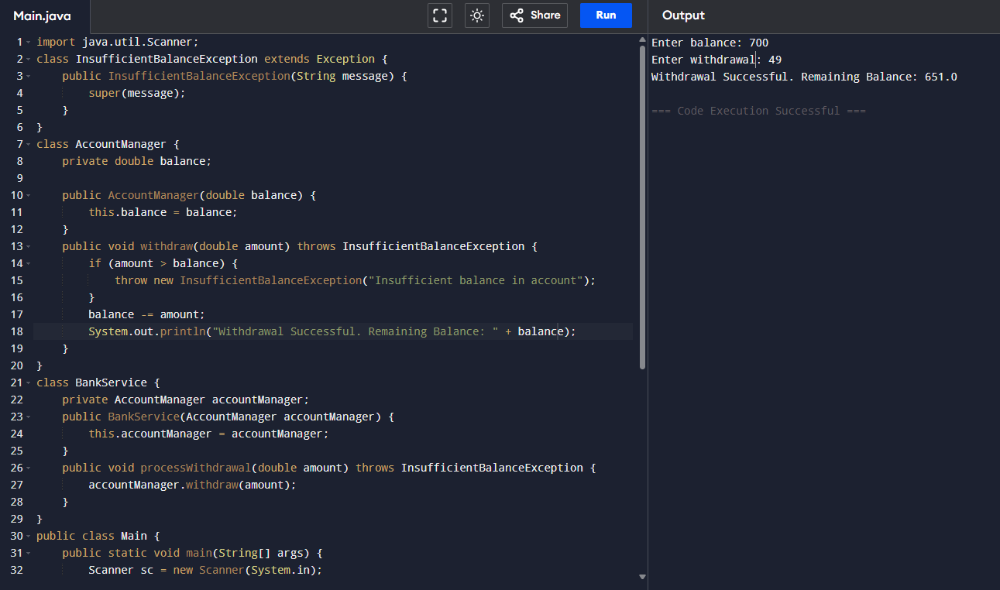 Main.java
Share
Run
Output
1 import java.util.Scanner;
2 class InsufficientBalanceException extends Exception {
3     public InsufficientBalanceException(String message) {
4         super(message);
5     }
6 }
7 class AccountManager {
8     private double balance;
9
10     public AccountManager(double balance) {
11         this.balance = balance;
12     }
13     public void withdraw(double amount) throws InsufficientBalanceException {
14         if (amount > balance) {
15             throw new InsufficientBalanceException("Insufficient balance in account");
16         }
17         balance -= amount;
18         System.out.println("Withdrawal Successful. Remaining Balance: " + balance);
19     }
20 }
21 class BankService {
22     private AccountManager accountManager;
23     public BankService(AccountManager accountManager) {
24         this.accountManager = accountManager;
25     }
26     public void processWithdrawal(double amount) throws InsufficientBalanceException {
27         accountManager.withdraw(amount);
28     }
29 }
30 public class Main {
31     public static void main(String[] args) {
32         Scanner sc = new Scanner(System.in);
Enter balance: 700
Enter withdrawal: 49
Withdrawal Successful. Remaining Balance: 651.0
=== Code Execution Successful ===